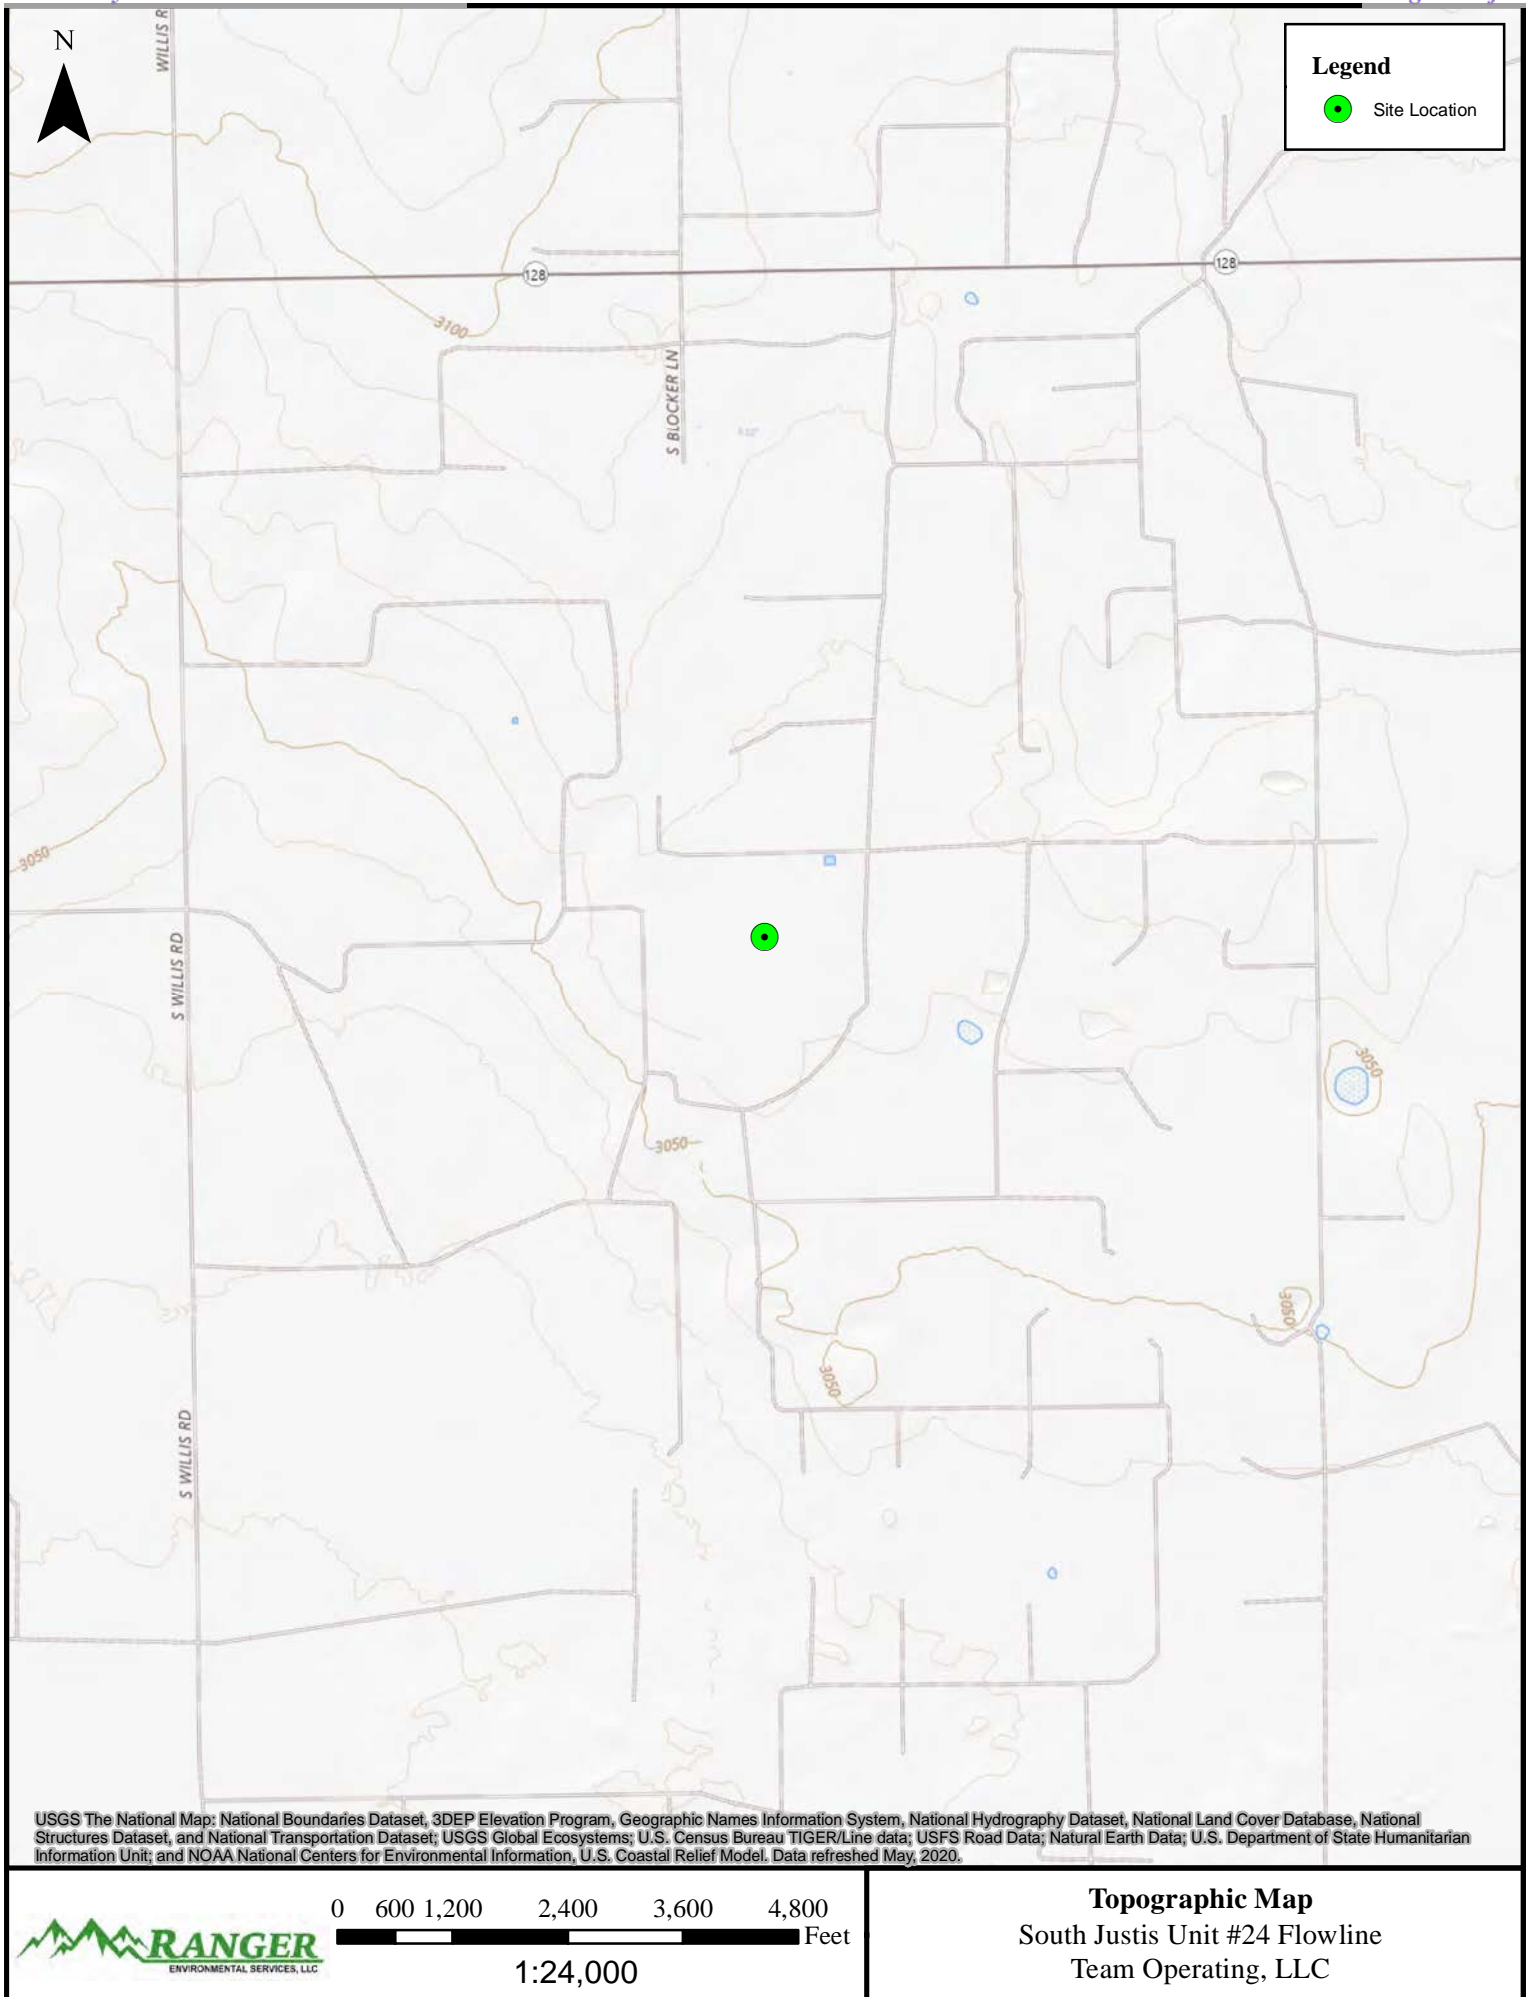 N
WILLIS R
Legend
Site Location
128
128
3100
S BLOCKER LN
3050
S WILLIS RD
3050
3050
3050
3050
S WILLIS RD
USGS The National Map: National Boundaries Dataset, 3DEP Elevation Program, Geographic Names Information System, National Hydrography Dataset, National Land Cover Database, National
Structures Dataset, and National Transportation Dataset; USGS Global Ecosystems; U.S. Census Bureau TIGER/Line data; USFS Road Data; Natural Earth Data; U.S. Department of State Humanitarian
Information Unit; and NOAA National Centers for Environmental Information, U.S. Coastal Relief Model. Data refreshed May, 2020.
0 600 1,200 2,400 3,600 4,800
Feet
1:24,000
RANGER
ENVIRONMENTAL SERVICES, LLC
Topographic Map
South Justis Unit #24 Flowline
Team Operating, LLC